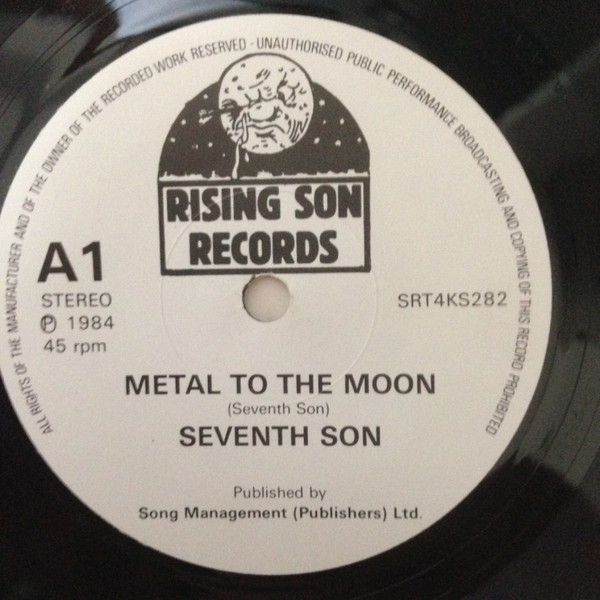 ALL RIGHTS OF THE MANUFACTURER AND OF THE OWNER OF THE RECORDED WORK RESERVED - UNAUTHORISED PUBLIC PERFORMANCE BROADCASTING AND COPYING OF THIS RECORD PROHIBITED
RISING SON
RECORDS
A1
STEREO
℗ 1984
45 rpm
SRT4KS282
METAL TO THE MOON
(Seventh Son)
SEVENTH SON
Published by
Song Management (Publishers) Ltd.